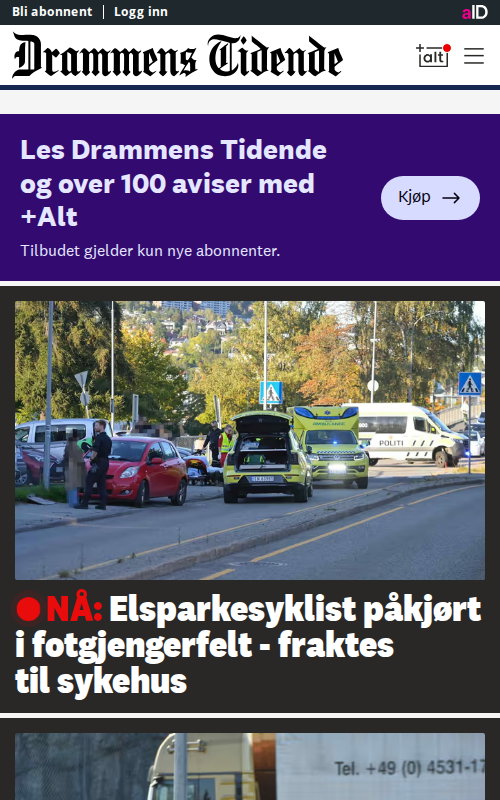 Bli abonnent | Logg inn
aID
Drammens Tidende
+alt
Les Drammens Tidende
og over 100 aviser med
+Alt
Kjøp →
Tilbudet gjelder kun nye abonnenter.
AMBULANSE
POLITI
NÅ: Elsparkesyklist påkjørt
i fotgjengerfelt - fraktes
til sykehus
Tel. +49 (0) 4531-17